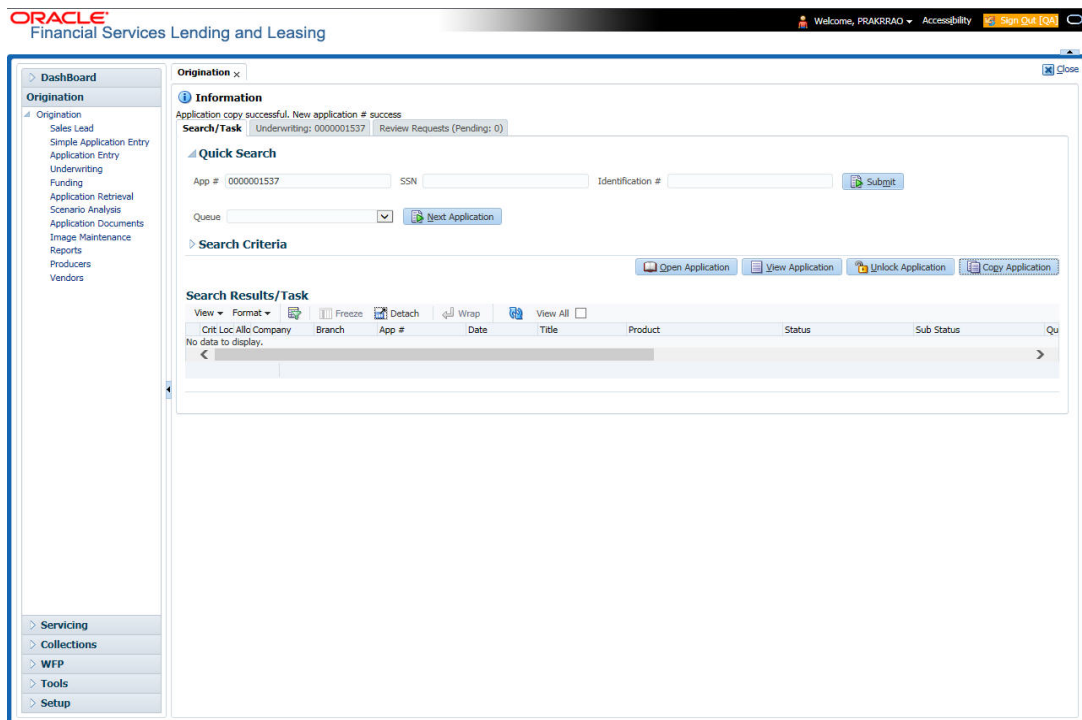 ORACLE®
Financial Services Lending and Leasing
Welcome, PRAKRRAO Accessibility Sign Out [QA]
DashBoard
Origination
Origination
Sales Lead
Simple Application Entry
Application Entry
Underwriting
Funding
Application Retrieval
Scenario Analysis
Application Documents
Image Maintenance
Reports
Producers
Vendors
Servicing
Collections
WFP
Tools
Setup
Origination x
Close
Information
Application copy successful. New application # success
Search/Task Underwriting: 0000001537 Review Requests (Pending: 0)
Quick Search
App # 0000001537 SSN Identification # Submit
Queue Next Application
Search Criteria
Open Application View Application Unlock Application Copy Application
Search Results/Task
View Format Freeze Detach Wrap View All
Crit Loc Allo Company Branch App # Date Title Product Status Sub Status Qu
No data to display.